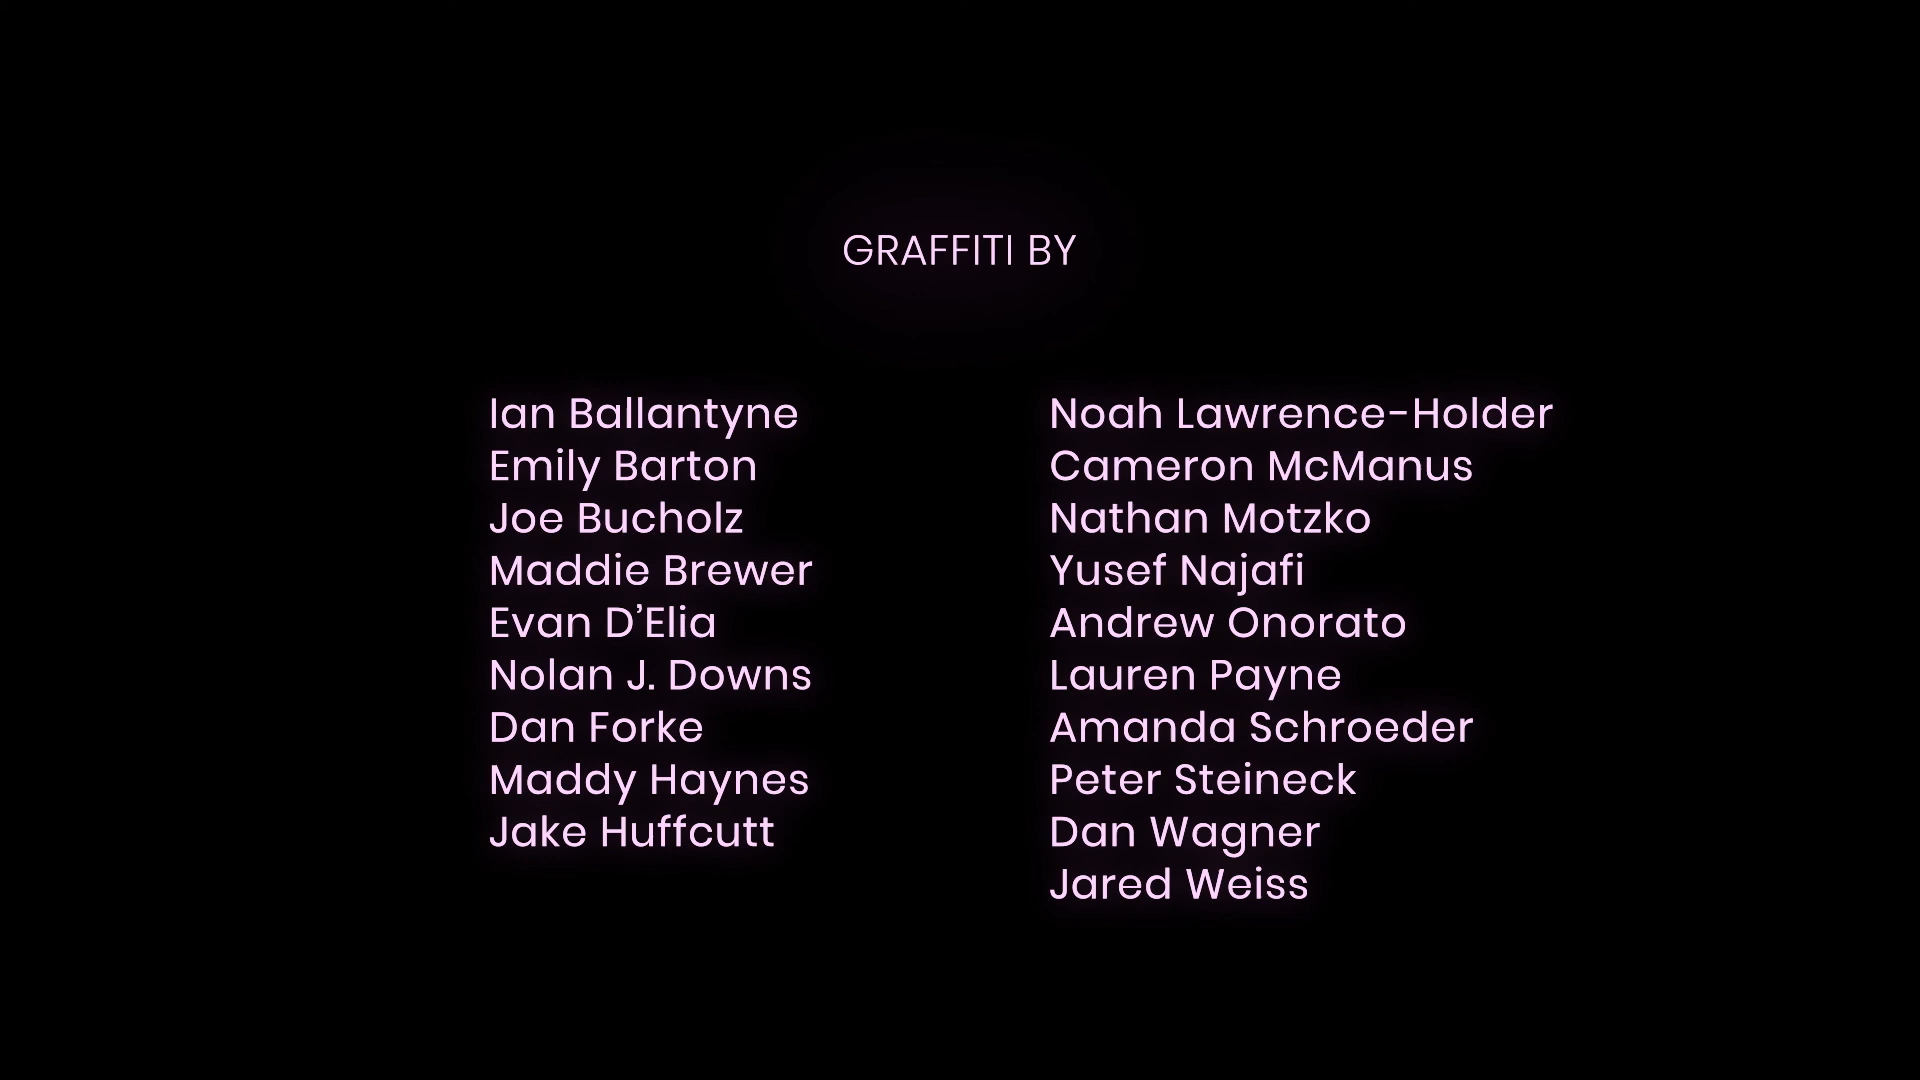 GRAFFITI BY
Ian Ballantyne
Emily Barton
Joe Bucholz
Maddie Brewer
Evan D’Elia
Nolan J. Downs
Dan Forke
Maddy Haynes
Jake Huffcutt
Noah Lawrence-Holder
Cameron McManus
Nathan Motzko
Yusef Najafi
Andrew Onorato
Lauren Payne
Amanda Schroeder
Peter Steineck
Dan Wagner
Jared Weiss